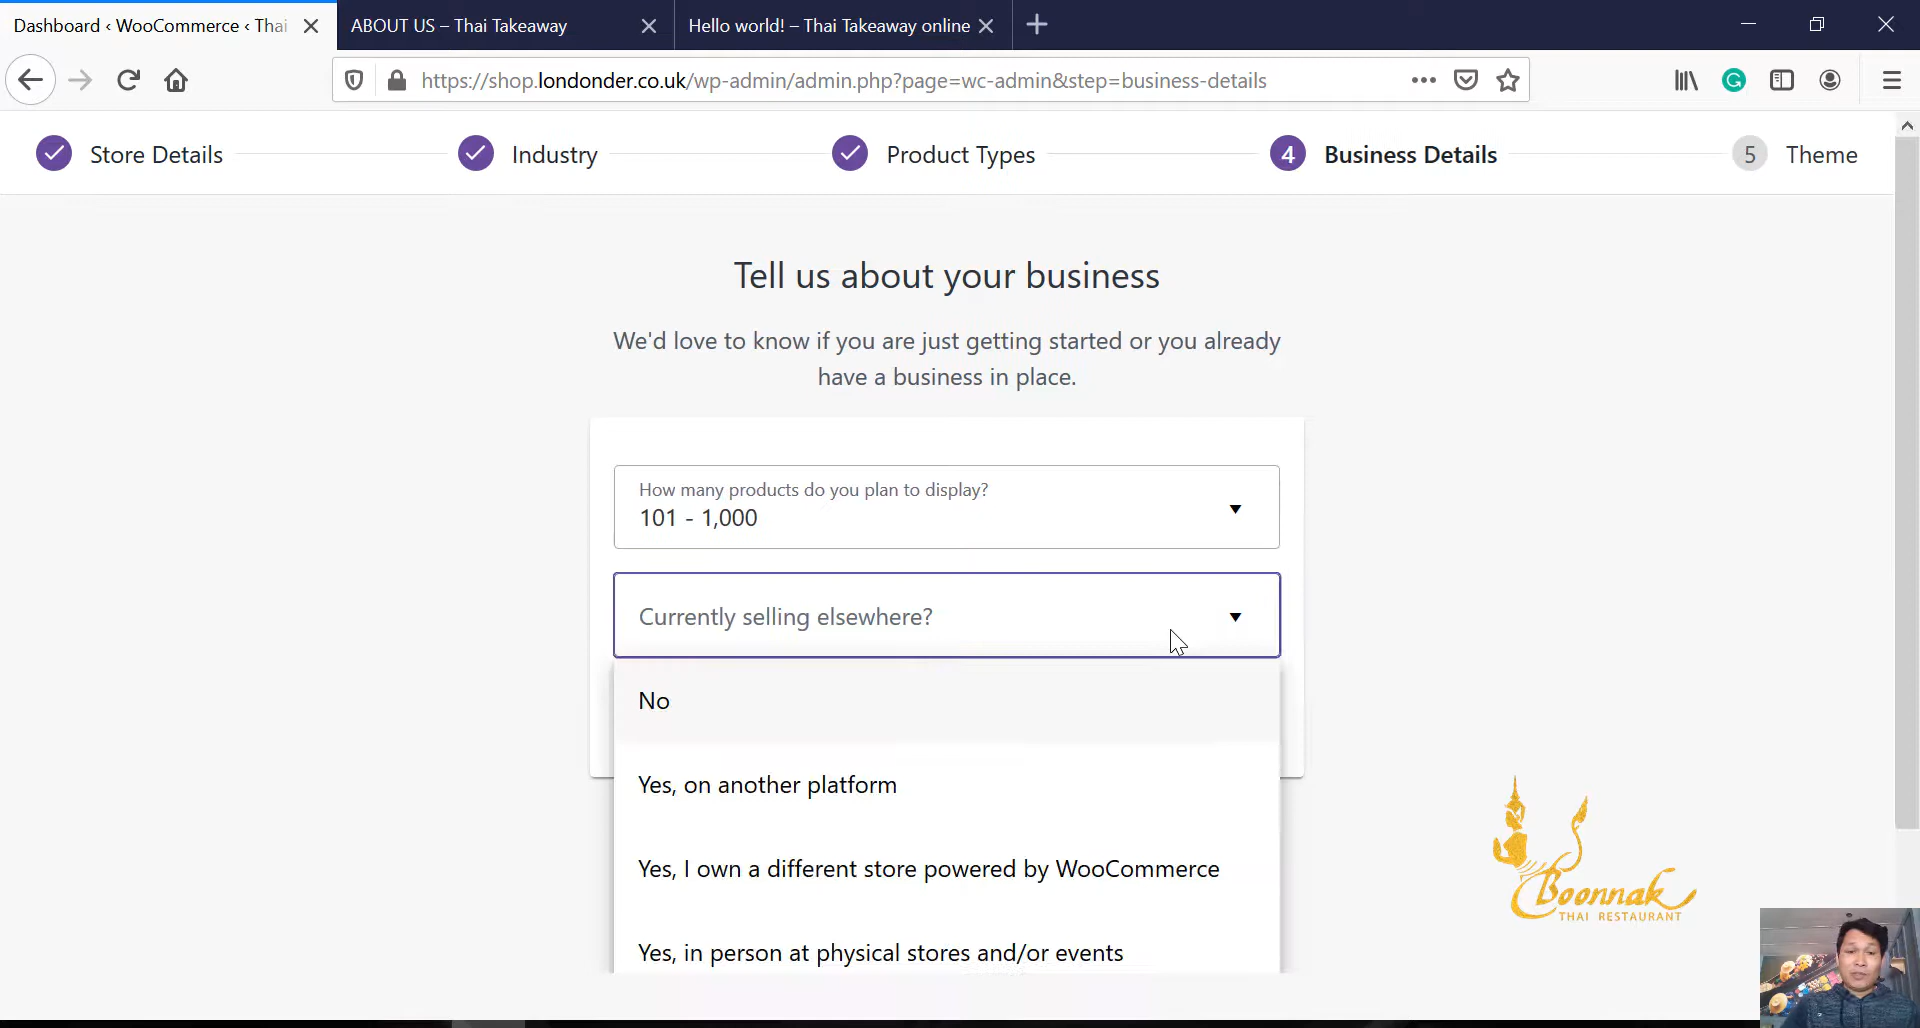 Dashboard ‹ WooCommerce ‹ Thai
ABOUT US – Thai Takeaway
Hello world! – Thai Takeaway online
https://shop.londonder.co.uk/wp-admin/admin.php?page=wc-admin&step=business-details
Store Details
Industry
Product Types
4 Business Details
5 Theme
Tell us about your business
We'd love to know if you are just getting started or you already
have a business in place.
How many products do you plan to display?
101 - 1,000
Currently selling elsewhere?
No
Yes, on another platform
Yes, I own a different store powered by WooCommerce
Yes, in person at physical stores and/or events
Boonnak
THAI RESTAURANT